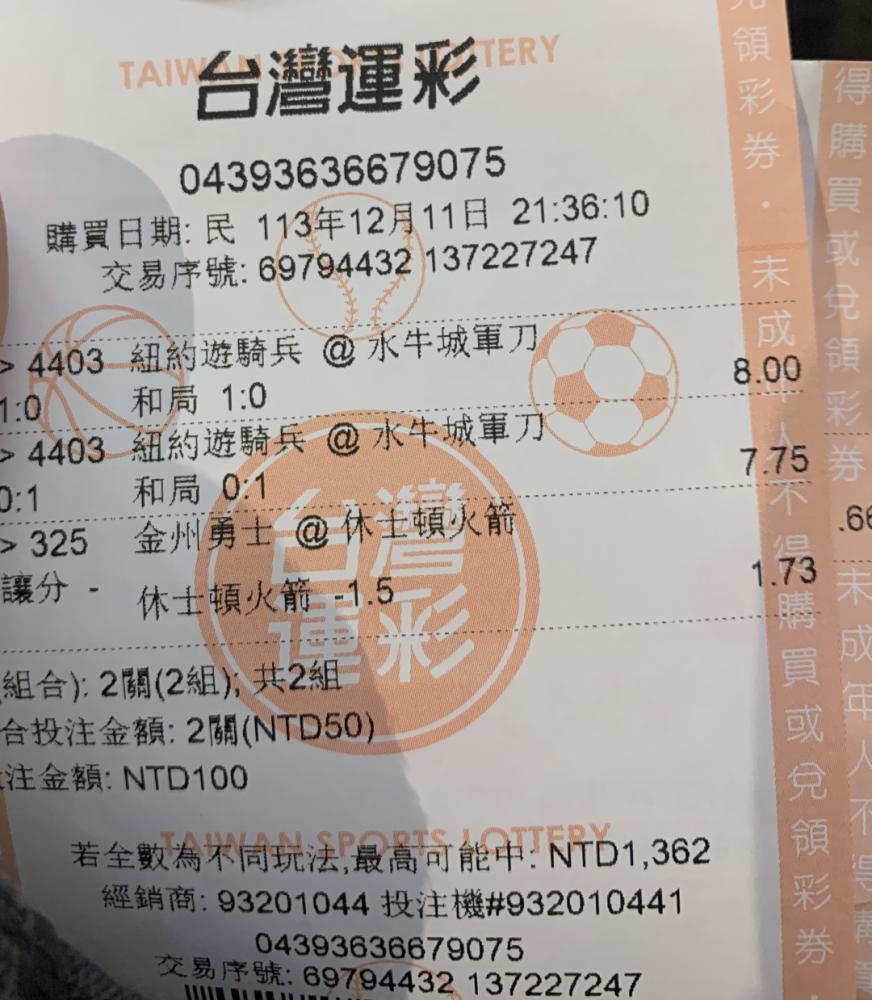 TAIWAN SPORTS LOTTERY
台灣運彩
04393636679075
購買日期: 民 113年12月11日 21:36:10
交易序號: 69794432 137227247
> 4403 紐約遊騎兵 @ 水牛城軍刀
1:0 和局 1:0 8.00
> 4403 紐約遊騎兵 @ 水牛城軍刀
0:1 和局 0:1 7.75
> 325 金州勇士 @ 休士頓火箭
讓分 - 休士頓火箭 -1.5 1.73
台灣
運彩
組合): 2關(2組); 共2組
合投注金額: 2關(NTD50)
注金額: NTD100
TAIWAN SPORTS LOTTERY
若全數為不同玩法,最高可能中: NTD1,362
經銷商: 93201044 投注機#932010441
04393636679075
交易序號: 69794432 137227247
領彩券．未成年人不得購買或兌領彩券．
得購買或兌領彩券
未成年人不得購買
.66